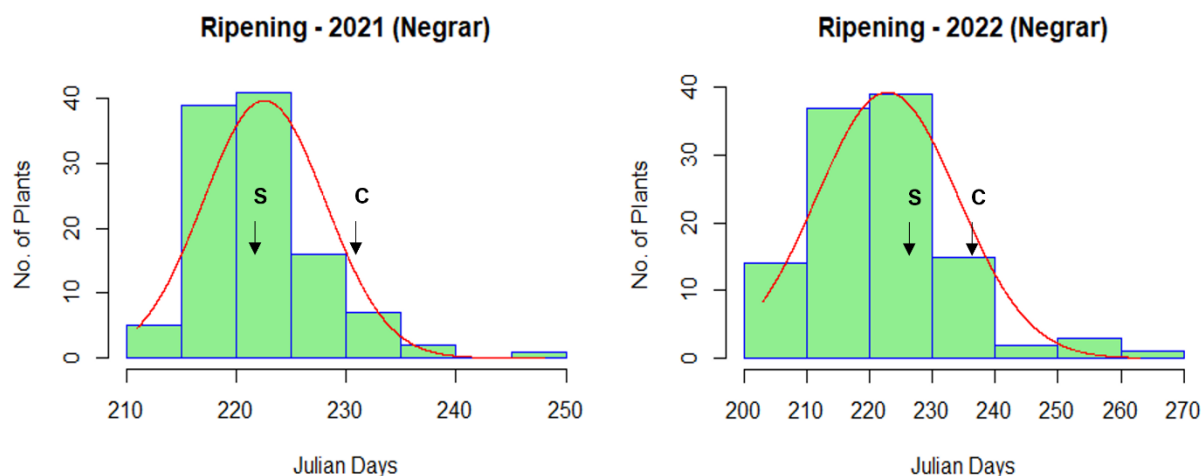 Ripening - 2021 (Negrar)
No. of Plants
40
30
20
10
0
S
C
210
220
230
240
250
Julian Days
Ripening - 2022 (Negrar)
No. of Plants
40
30
20
10
0
S
C
200
210
220
230
240
250
260
270
Julian Days